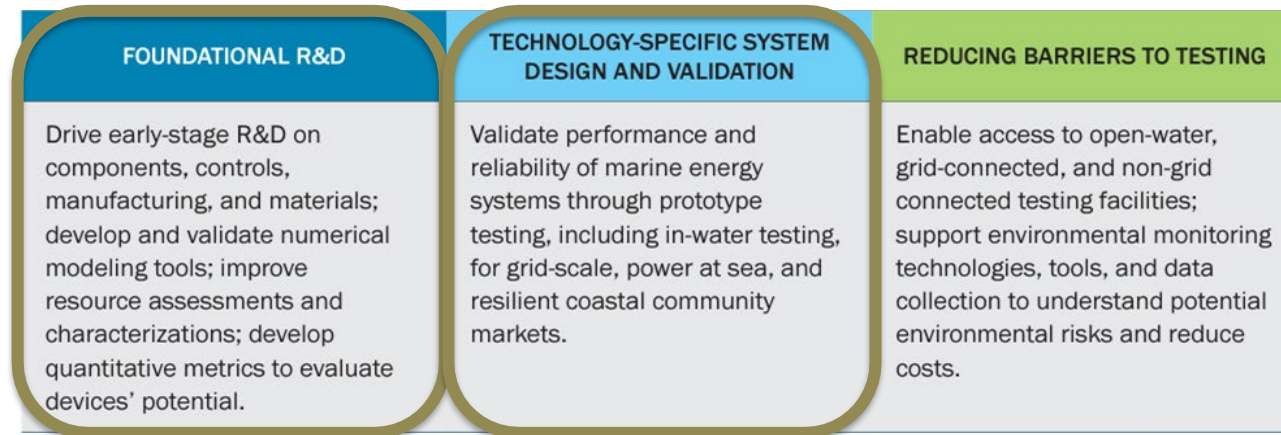 FOUNDATIONAL R&D
Drive early-stage R&D on
components, controls,
manufacturing, and materials;
develop and validate numerical
modeling tools; improve
resource assessments and
characterizations; develop
quantitative metrics to evaluate
devices’ potential.
TECHNOLOGY-SPECIFIC SYSTEM
DESIGN AND VALIDATION
Validate performance and
reliability of marine energy
systems through prototype
testing, including in-water testing,
for grid-scale, power at sea, and
resilient coastal community
markets.
REDUCING BARRIERS TO TESTING
Enable access to open-water,
grid-connected, and non-grid
connected testing facilities;
support environmental monitoring
technologies, tools, and data
collection to understand potential
environmental risks and reduce
costs.